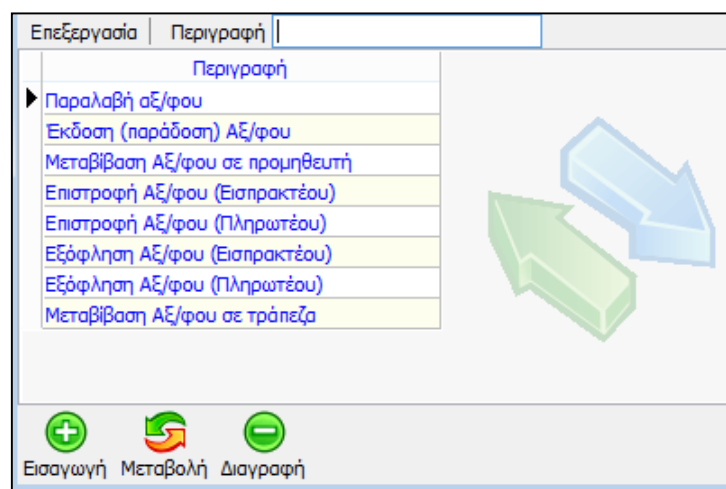 Επεξεργασία Περιγραφή
Περιγραφή
Παραλαβή αξ/φου
Έκδοση (παράδοση) Αξ/φου
Μεταβίβαση Αξ/φου σε προμηθευτή
Επιστροφή Αξ/φου (Εισπρακτέου)
Επιστροφή Αξ/φου (Πληρωτέου)
Εξόφληση Αξ/φου (Εισπρακτέου)
Εξόφληση Αξ/φου (Πληρωτέου)
Μεταβίβαση Αξ/φου σε τράπεζα
Εισαγωγή Μεταβολή Διαγραφή